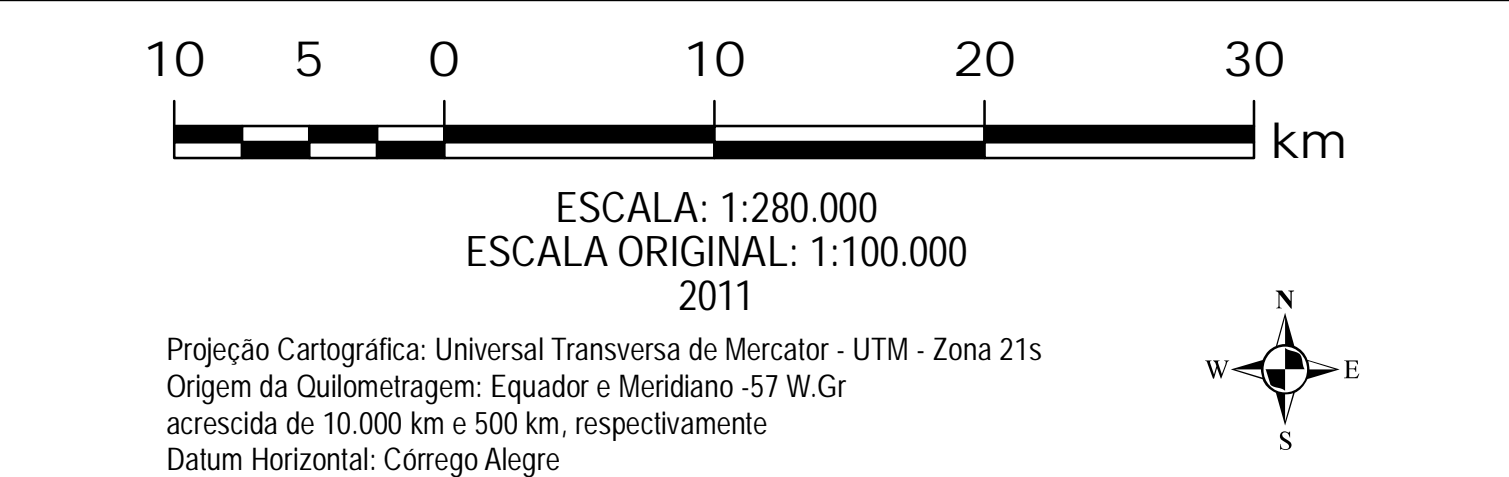 10 5 0 10 20 30
km
ESCALA: 1:280.000
ESCALA ORIGINAL: 1:100.000
2011
Projeção Cartográfica: Universal Transversa de Mercator - UTM - Zona 21s
Origem da Quilometragem: Equador e Meridiano -57 W.Gr
acrescida de 10.000 km e 500 km, respectivamente
Datum Horizontal: Córrego Alegre
N
W E
S